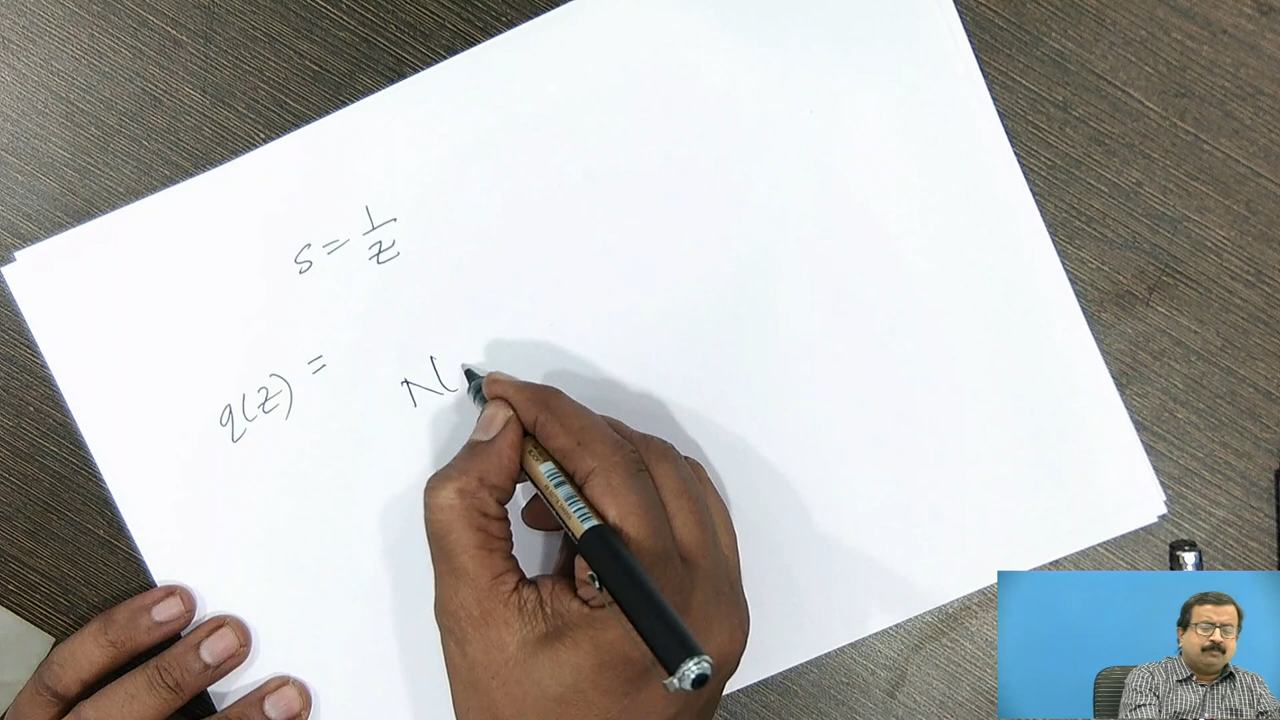 s = 1/z
q(z) = N(